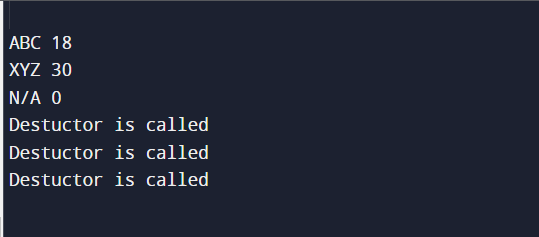 ABC 18
XYZ 30
N/A 0
Destuctor is called
Destuctor is called
Destuctor is called